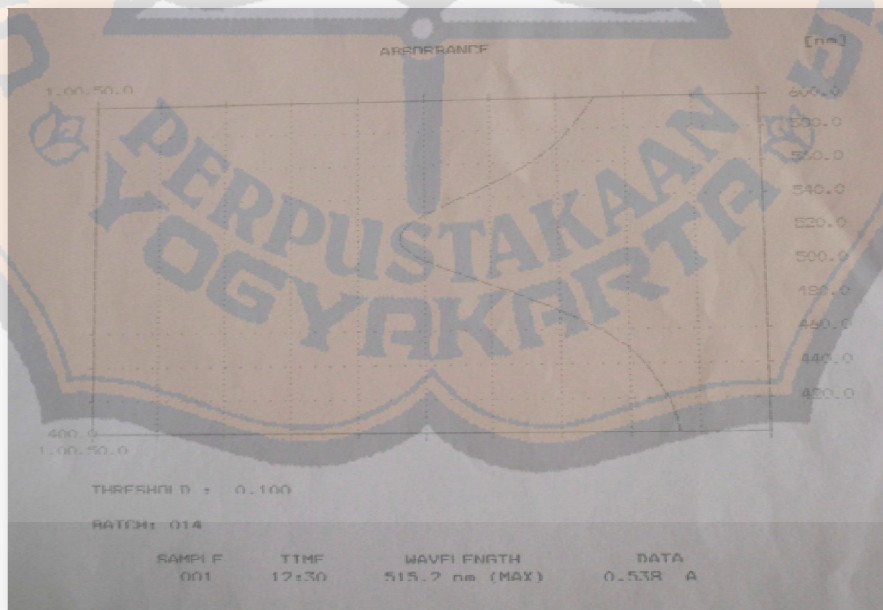 ABSORBANCE
[nm]
1.00.50.0
600.0
580.0
560.0
540.0
520.0
500.0
480.0
460.0
440.0
420.0
400.0
1.00.50.0
PERPUSTAKAAN
YOGYAKARTA
THRESHOLD : 0.100
BATCH: 014
SAMPLE TIME WAVELENGTH DATA
001 12:30 515.2 nm (MAX) 0.538 A